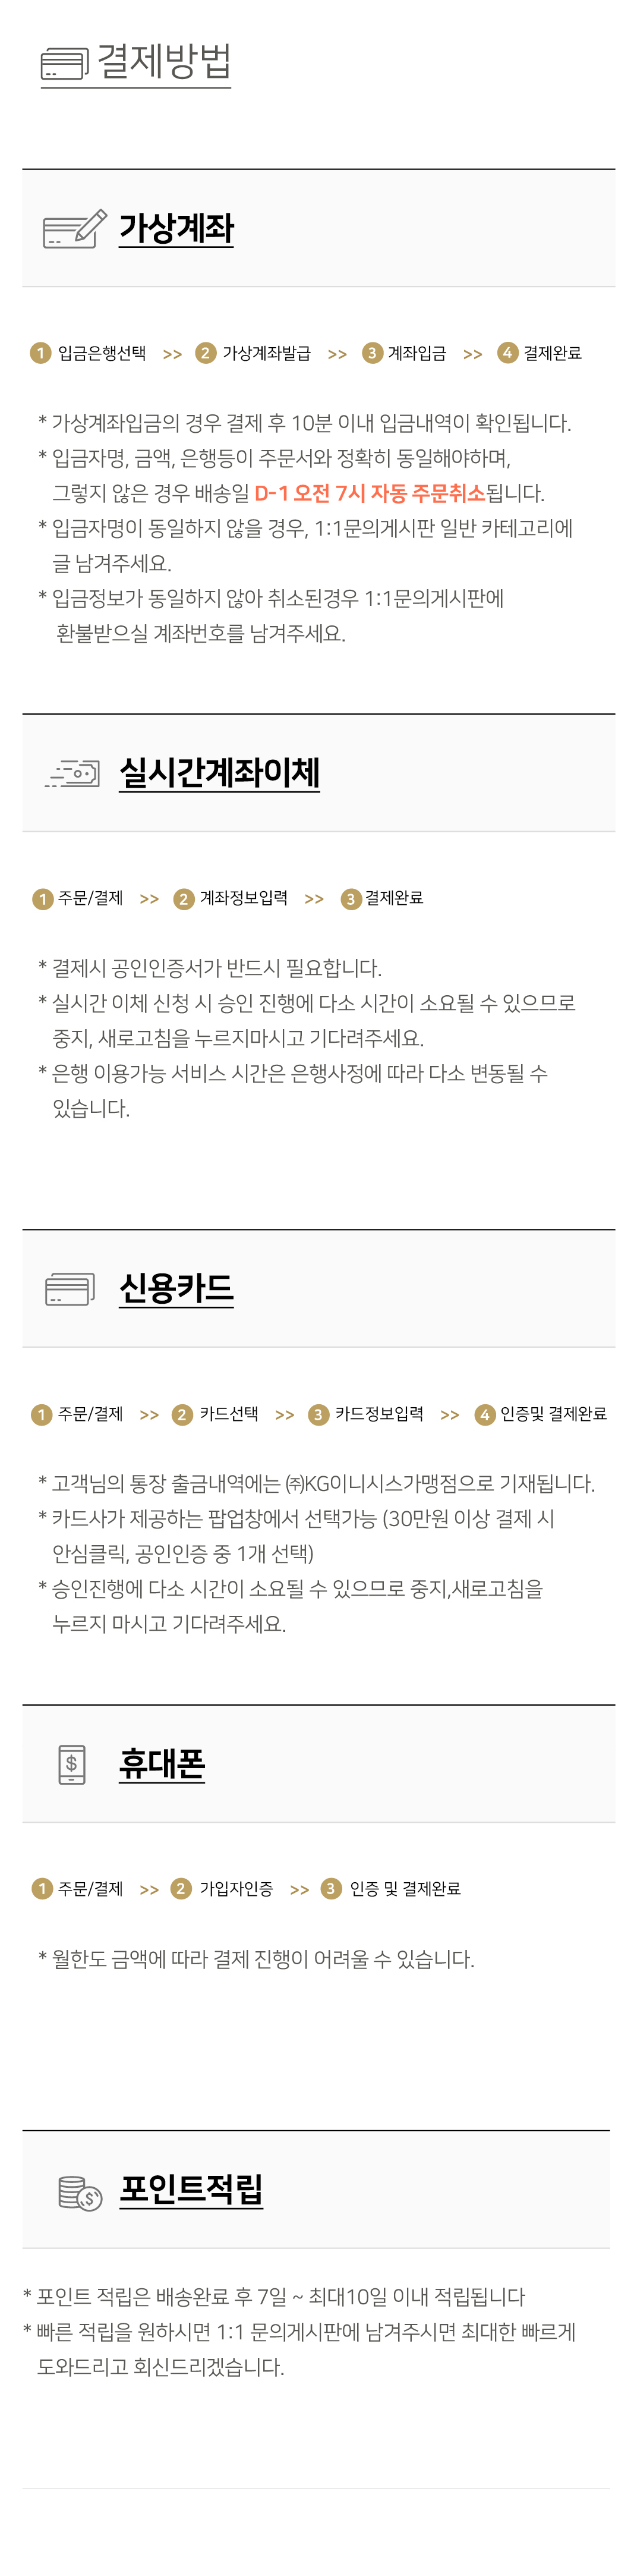 결제방법
가상계좌
1 입금은행선택 >> 2 가상계좌발급 >> 3 계좌입금 >> 4 결제완료
* 가상계좌입금의 경우 결제 후 10분 이내 입금내역이 확인됩니다.
* 입금자명, 금액, 은행등이 주문서와 정확히 동일해야하며,
그렇지 않은 경우 배송일 D-1 오전 7시 자동 주문취소됩니다.
* 입금자명이 동일하지 않을 경우, 1:1문의게시판 일반 카테고리에
글 남겨주세요.
* 입금정보가 동일하지 않아 취소된경우 1:1문의게시판에
환불받으실 계좌번호를 남겨주세요.
실시간계좌이체
1 주문/결제 >> 2 계좌정보입력 >> 3 결제완료
* 결제시 공인인증서가 반드시 필요합니다.
* 실시간 이체 신청 시 승인 진행에 다소 시간이 소요될 수 있으므로
중지, 새로고침을 누르지마시고 기다려주세요.
* 은행 이용가능 서비스 시간은 은행사정에 따라 다소 변동될 수
있습니다.
신용카드
1 주문/결제 >> 2 카드선택 >> 3 카드정보입력 >> 4 인증및 결제완료
* 고객님의 통장 출금내역에는 ㈜KG이니시스가맹점으로 기재됩니다.
* 카드사가 제공하는 팝업창에서 선택가능 (30만원 이상 결제 시
안심클릭, 공인인증 중 1개 선택)
* 승인진행에 다소 시간이 소요될 수 있으므로 중지,새로고침을
누르지 마시고 기다려주세요.
$
휴대폰
1 주문/결제 >> 2 가입자인증 >> 3 인증 및 결제완료
* 월한도 금액에 따라 결제 진행이 어려울 수 있습니다.
$
포인트적립
* 포인트 적립은 배송완료 후 7일 ~ 최대10일 이내 적립됩니다
* 빠른 적립을 원하시면 1:1 문의게시판에 남겨주시면 최대한 빠르게
도와드리고 회신드리겠습니다.